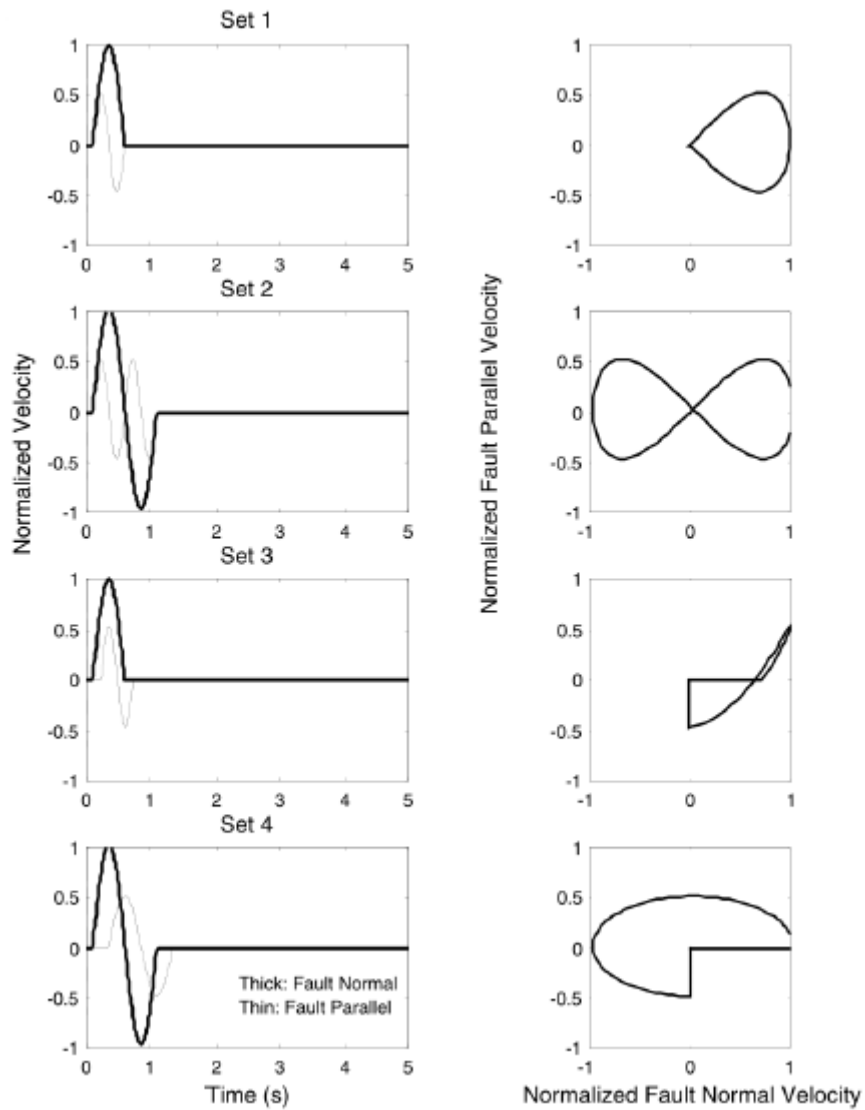 Set 1
1
0.5
0
-0.5
-1
0 1 2 3 4 5
1
0.5
0
-0.5
-1
-1 0 1
Set 2
1
0.5
0
-0.5
-1
0 1 2 3 4 5
1
0.5
0
-0.5
-1
-1 0 1
Normalized Velocity
Normalized Fault Parallel Velocity
Set 3
1
0.5
0
-0.5
-1
0 1 2 3 4 5
1
0.5
0
-0.5
-1
-1 0 1
Set 4
1
0.5
0
-0.5
-1
Thick: Fault Normal
Thin: Fault Parallel
0 1 2 3 4 5
Time (s)
1
0.5
0
-0.5
-1
-1 0 1
Normalized Fault Normal Velocity